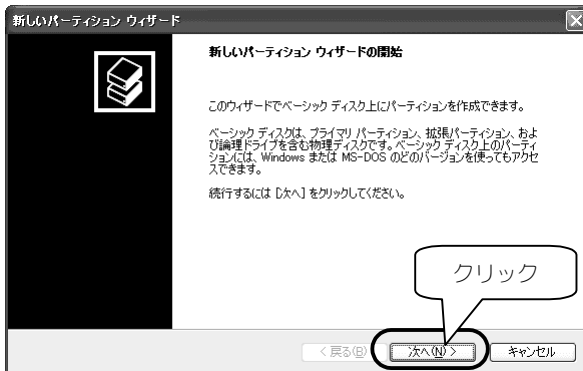 新しいパーティション ウィザード
新しいパーティション ウィザードの開始
このウィザードでベーシック ディスク上にパーティションを作成できます。
ベーシック ディスクは、プライマリ パーティション、拡張パーティション、およ
び論理ドライブを含む物理ディスクです。ベーシック ディスク上のパーティ
ションには、Windows または MS-DOS のどのバージョンを使ってもアクセ
スできます。
続行するには [次へ] をクリックしてください。
クリック
< 戻る(B)
次へ(N) >
キャンセル